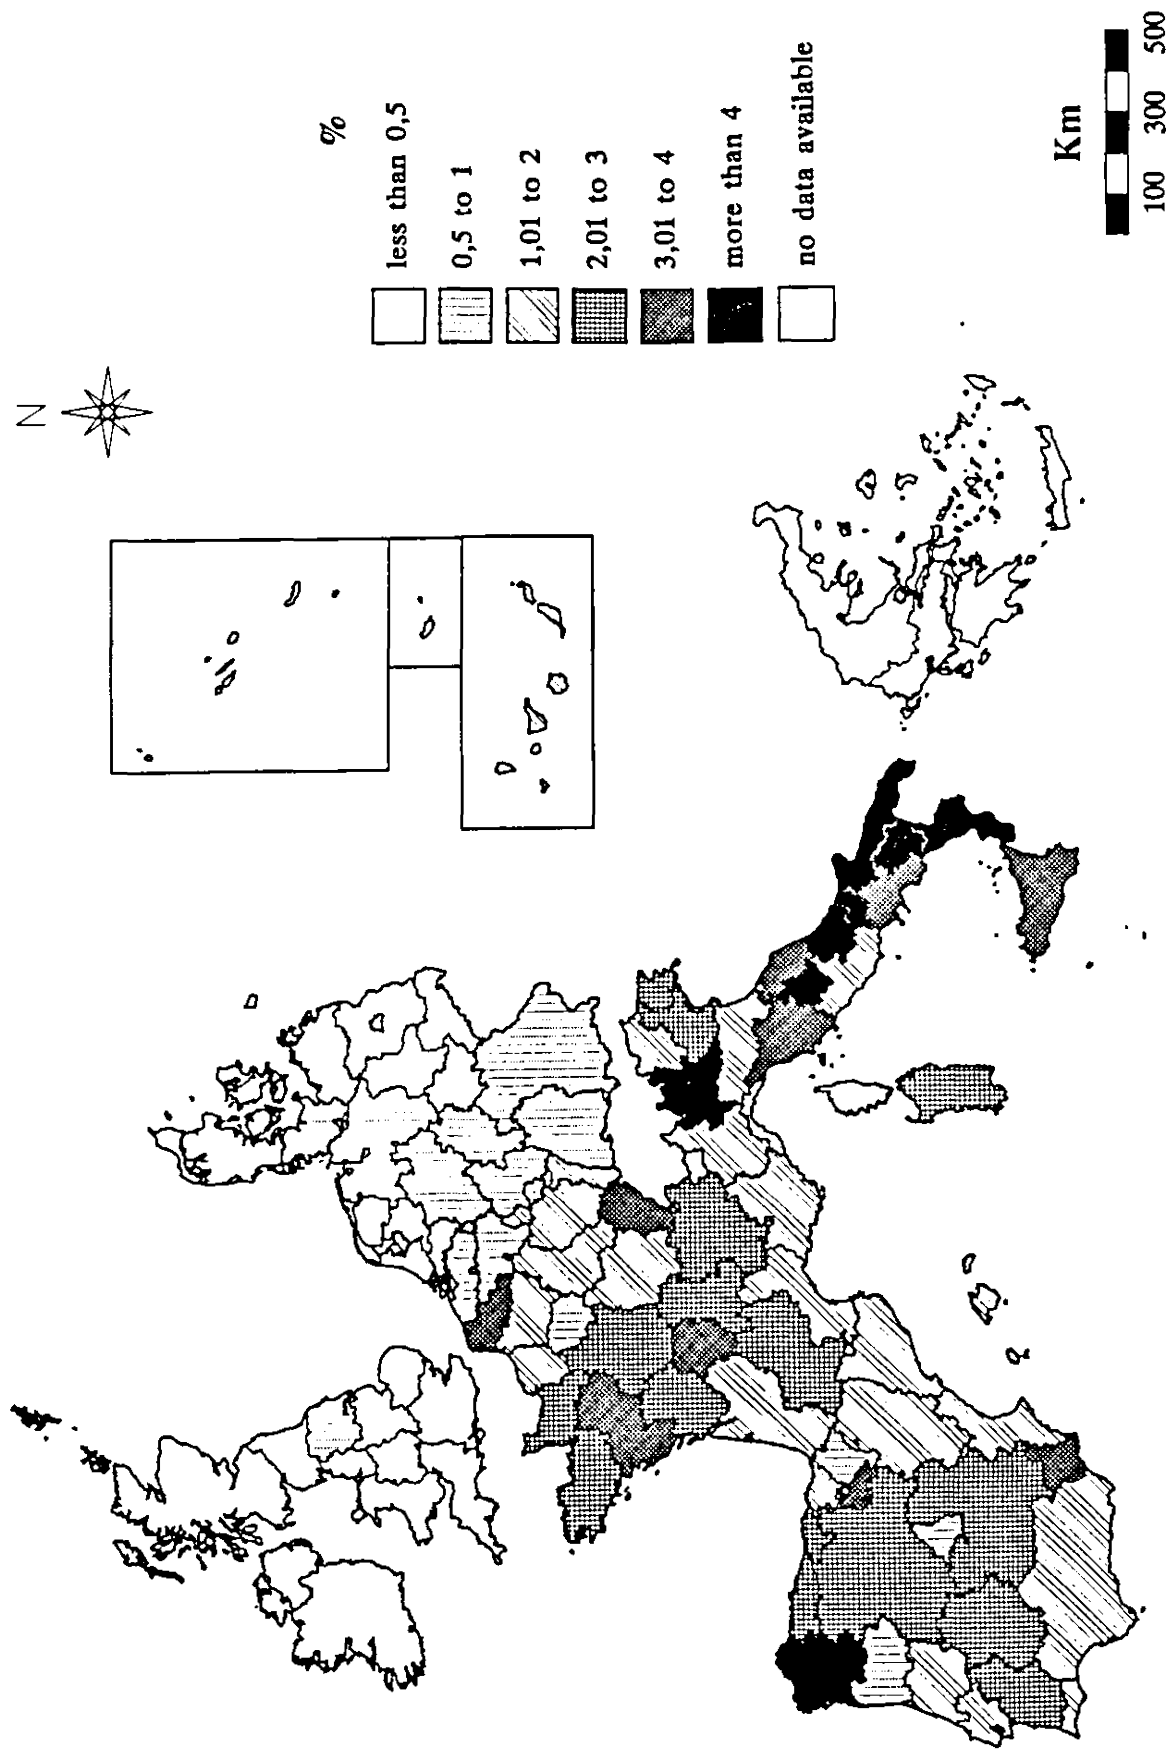 N
%
less than 0,5
0,5 to 1
1,01 to 2
2,01 to 3
3,01 to 4
more than 4
no data available
Km
100 300 500